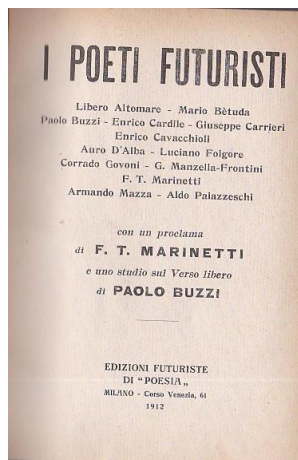 I POETI FUTURISTI
Libero Altomare - Mario Bètuda
Paolo Buzzi - Enrico Cardile - Giuseppe Carrieri
Enrico Cavacchioli
Auro D'Alba - Luciano Folgore
Corrado Govoni - G. Manzella-Frontini
F. T. Marinetti
Armando Mazza - Aldo Palazzeschi
con un proclama
di F. T. MARINETTI
e uno studio sul Verso libero
di PAOLO BUZZI
EDIZIONI FUTURISTE
DI "POESIA„
MILANO - Corso Venezia, 61
1912